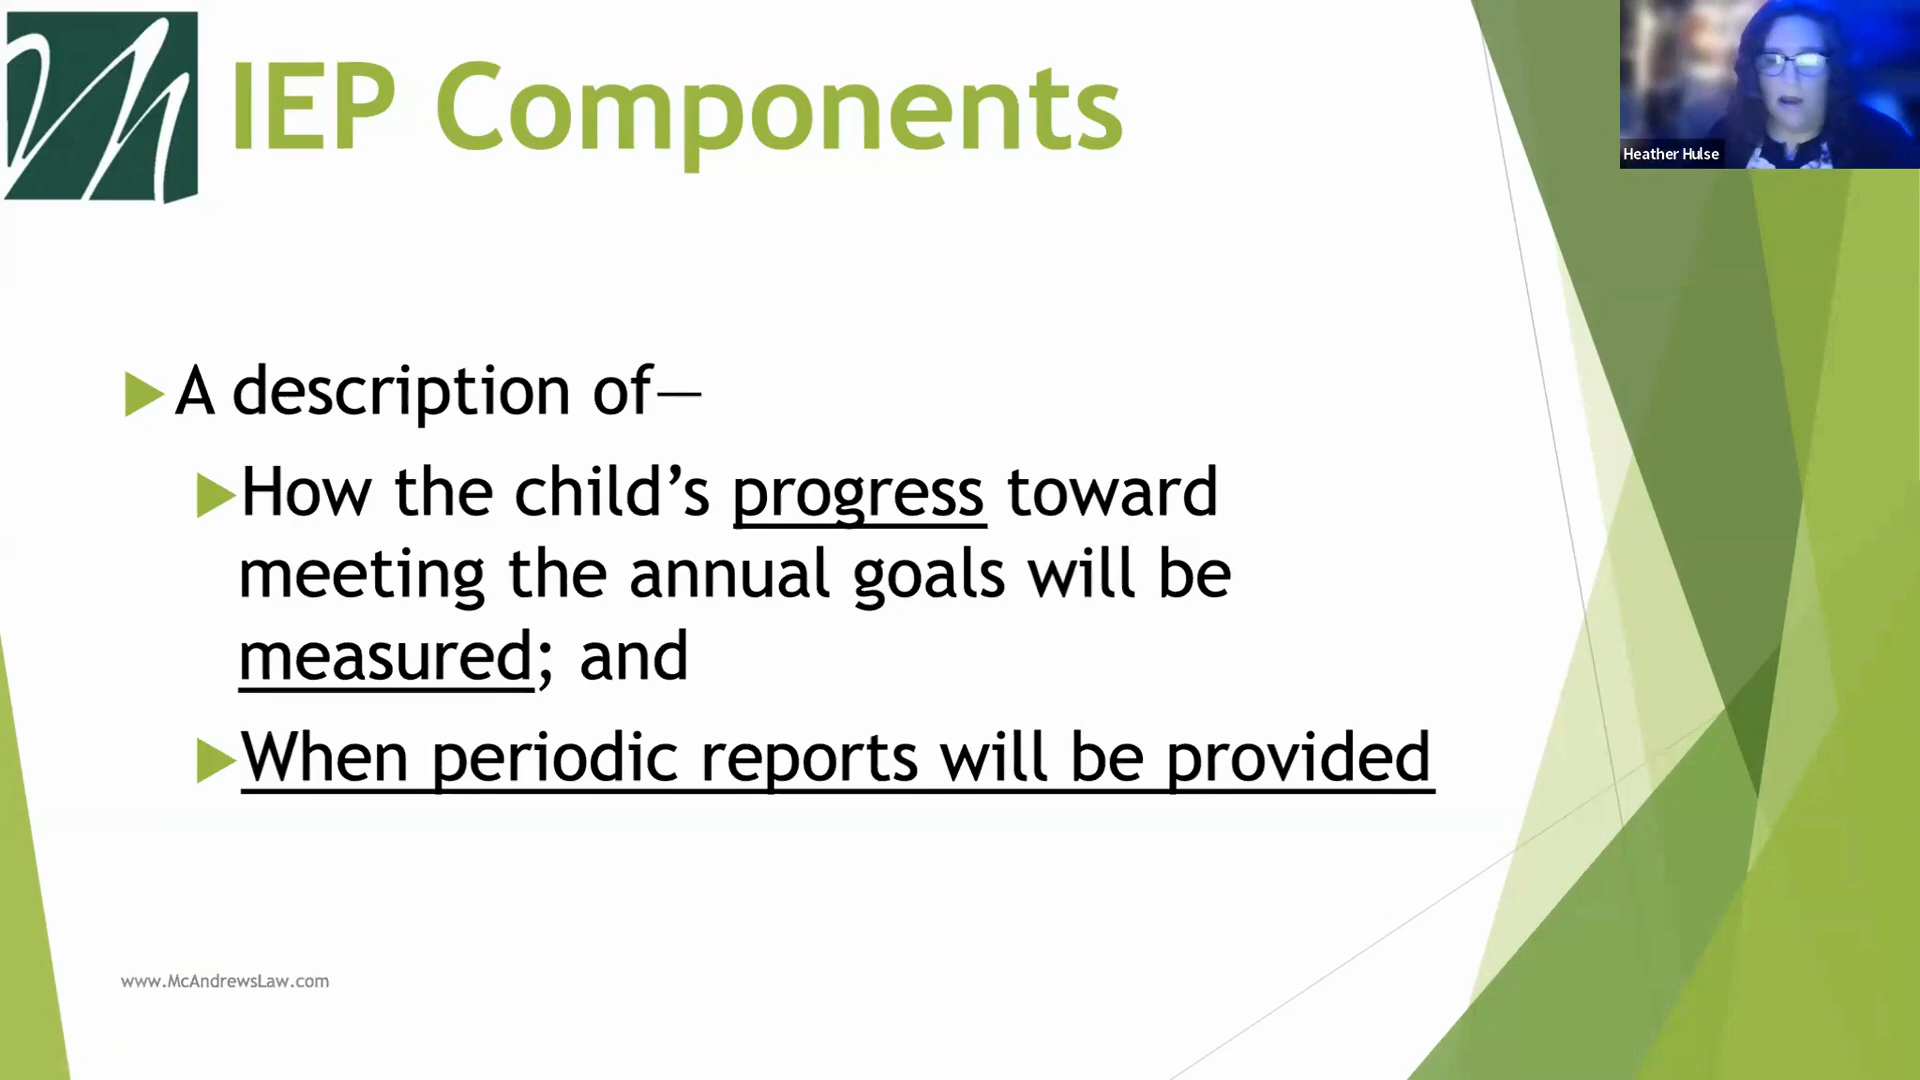 IEP Components
Heather Hulse
A description of—
How the child’s progress toward
meeting the annual goals will be
measured; and
When periodic reports will be provided
www.McAndrewsLaw.com